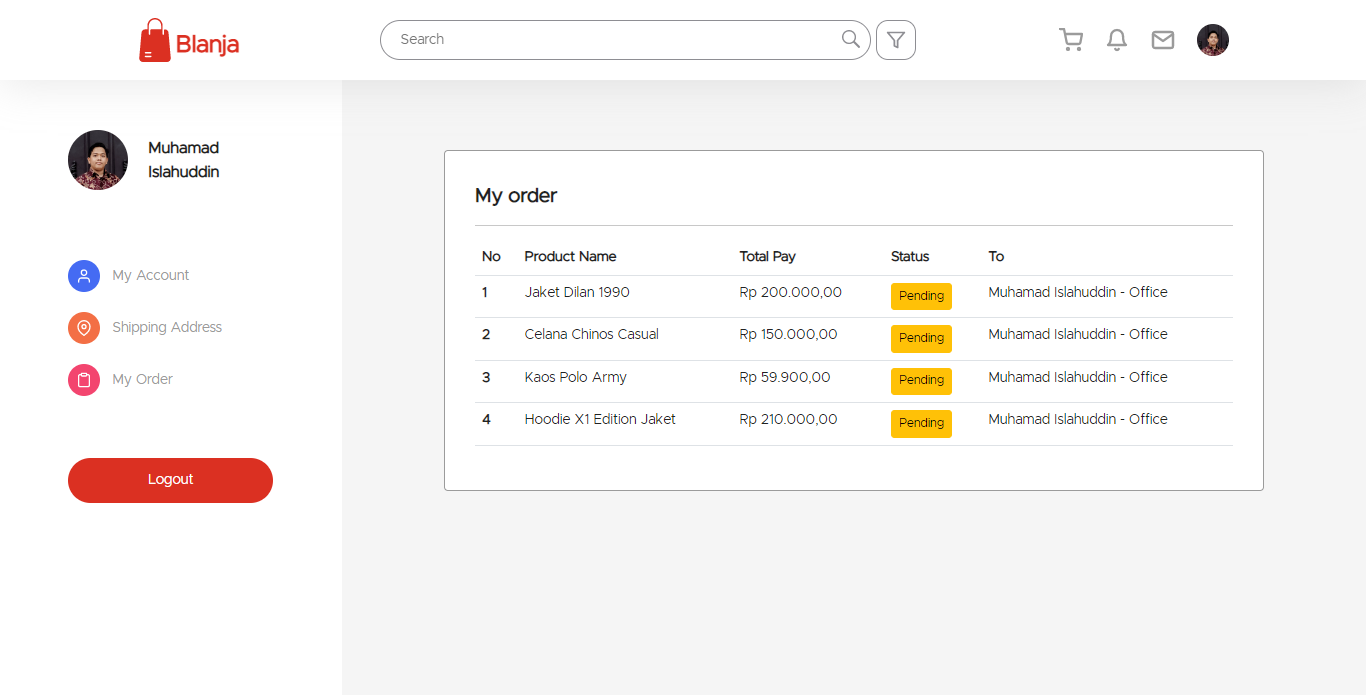 Blanja
Search
Muhamad
Islahuddin
My Account
Shipping Address
My Order
Logout
My order
No Product Name Total Pay Status To
1 Jaket Dilan 1990 Rp 200.000,00 Pending Muhamad Islahuddin - Office
2 Celana Chinos Casual Rp 150.000,00 Pending Muhamad Islahuddin - Office
3 Kaos Polo Army Rp 59.900,00 Pending Muhamad Islahuddin - Office
4 Hoodie X1 Edition Jaket Rp 210.000,00 Pending Muhamad Islahuddin - Office